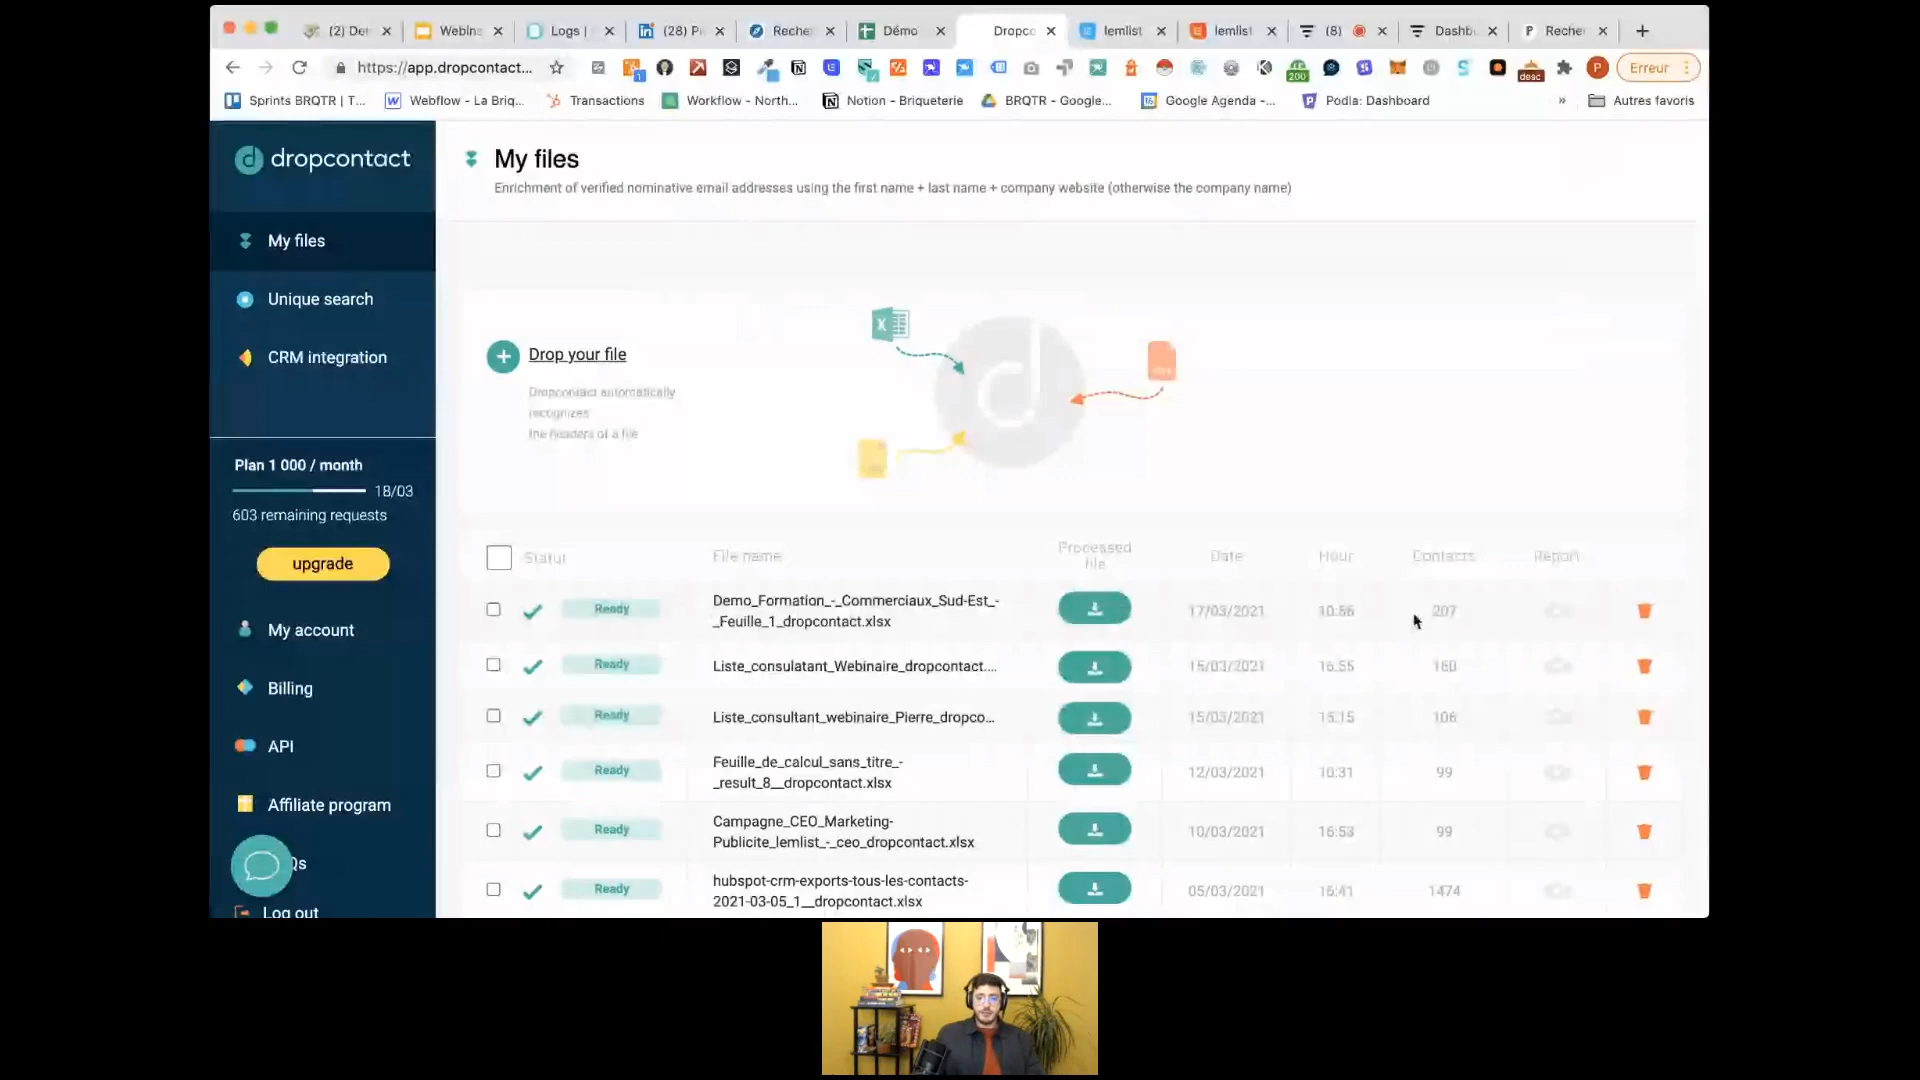 (2) De
Webin
Logs |
(28) P
Reche
Démo
Dropco
lemlist
lemlist
(8)
Dashb
Reche
https://app.dropcontact...
1
200
desc
P
Erreur
Sprints BRQTR | T...
Webflow - La Briq...
Transactions
Workflow - North...
Notion - Briqueterie
BRQTR - Google...
Google Agenda -...
Podia: Dashboard
»
Autres favoris
dropcontact
My files
Unique search
CRM integration
Plan 1 000 / month
18/03
603 remaining requests
upgrade
My account
Billing
API
Affiliate program
Qs
Log out
My files
Enrichment of verified nominative email addresses using the first name + last name + company website (otherwise the company name)
Drop your file
Dropcontact automatically
recognizes
the headers of a file
Statut
File name
Processed
file
Date
Hour
Contacts
Report
Ready
Demo_Formation_-_Commerciaux_Sud-Est_-
_Feuille_1_dropcontact.xlsx
17/03/2021
10:56
207
Ready
Liste_consulatant_Webinaire_dropcontact....
15/03/2021
16:55
160
Ready
Liste_consultant_webinaire_Pierre_dropco...
15/03/2021
15:15
106
Ready
Feuille_de_calcul_sans_titre_-
_result_8__dropcontact.xlsx
12/03/2021
10:31
99
Ready
Campagne_CEO_Marketing-
Publicite_lemlist_-_ceo_dropcontact.xlsx
10/03/2021
16:53
99
Ready
hubspot-crm-exports-tous-les-contacts-
2021-03-05_1__dropcontact.xlsx
05/03/2021
16:41
1474